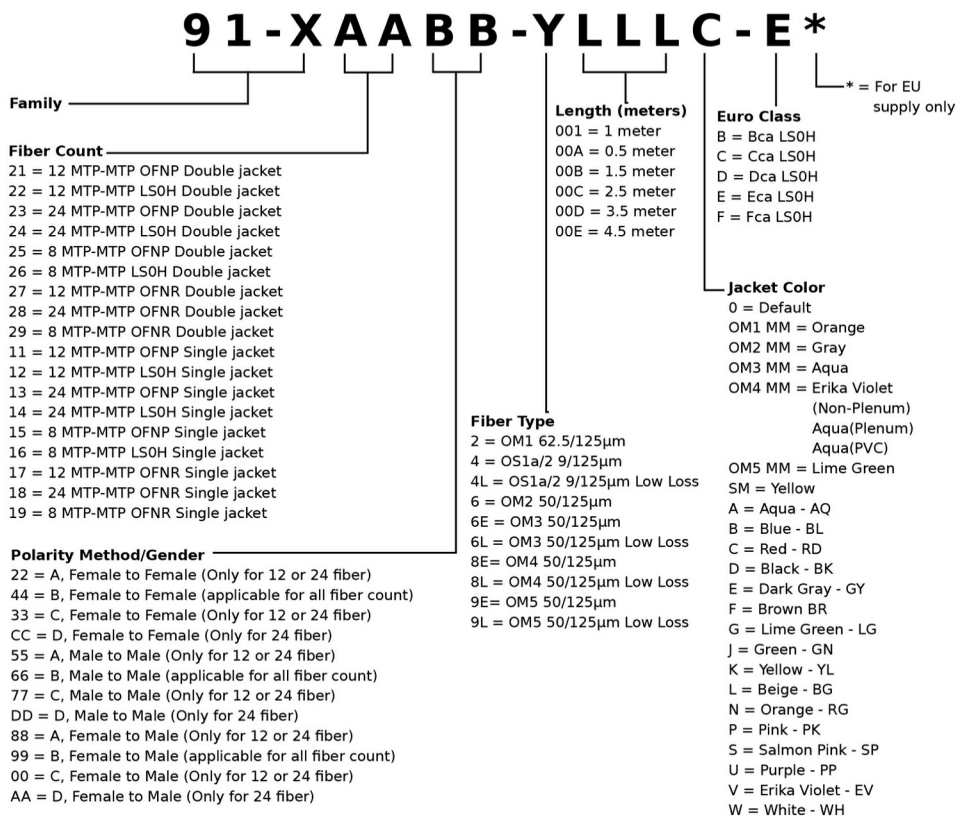 91-XAABB-YLLLC-E*
Family
* = For EU
supply only
Fiber Count
21 = 12 MTP-MTP OFNP Double jacket
22 = 12 MTP-MTP LS0H Double jacket
23 = 24 MTP-MTP OFNP Double jacket
24 = 24 MTP-MTP LS0H Double jacket
25 = 8 MTP-MTP OFNP Double jacket
26 = 8 MTP-MTP LS0H Double jacket
27 = 12 MTP-MTP OFNR Double jacket
28 = 24 MTP-MTP OFNR Double jacket
29 = 8 MTP-MTP OFNR Double jacket
11 = 12 MTP-MTP OFNP Single jacket
12 = 12 MTP-MTP LS0H Single jacket
13 = 24 MTP-MTP OFNP Single jacket
14 = 24 MTP-MTP LS0H Single jacket
15 = 8 MTP-MTP OFNP Single jacket
16 = 8 MTP-MTP LS0H Single jacket
17 = 12 MTP-MTP OFNR Single jacket
18 = 24 MTP-MTP OFNR Single jacket
19 = 8 MTP-MTP OFNR Single jacket
Polarity Method/Gender
22 = A, Female to Female (Only for 12 or 24 fiber)
44 = B, Female to Female (applicable for all fiber count)
33 = C, Female to Female (Only for 12 or 24 fiber)
CC = D, Female to Female (Only for 24 fiber)
55 = A, Male to Male (Only for 12 or 24 fiber)
66 = B, Male to Male (applicable for all fiber count)
77 = C, Male to Male (Only for 12 or 24 fiber)
DD = D, Male to Male (Only for 24 fiber)
88 = A, Female to Male (Only for 12 or 24 fiber)
99 = B, Female to Male (applicable for all fiber count)
00 = C, Female to Male (Only for 12 or 24 fiber)
AA = D, Female to Male (Only for 24 fiber)
Fiber Type
2 = OM1 62.5/125µm
4 = OS1a/2 9/125µm
4L = OS1a/2 9/125µm Low Loss
6 = OM2 50/125µm
6E = OM3 50/125µm
6L = OM3 50/125µm Low Loss
8E= OM4 50/125µm
8L = OM4 50/125µm Low Loss
9E= OM5 50/125µm
9L = OM5 50/125µm Low Loss
Length (meters)
001 = 1 meter
00A = 0.5 meter
00B = 1.5 meter
00C = 2.5 meter
00D = 3.5 meter
00E = 4.5 meter
Euro Class
B = Bca LS0H
C = Cca LS0H
D = Dca LS0H
E = Eca LS0H
F = Fca LS0H
Jacket Color
0 = Default
OM1 MM = Orange
OM2 MM = Gray
OM3 MM = Aqua
OM4 MM = Erika Violet
(Non-Plenum)
Aqua(Plenum)
Aqua(PVC)
OM5 MM = Lime Green
SM = Yellow
A = Aqua - AQ
B = Blue - BL
C = Red - RD
D = Black - BK
E = Dark Gray - GY
F = Brown BR
G = Lime Green - LG
J = Green - GN
K = Yellow - YL
L = Beige - BG
N = Orange - RG
P = Pink - PK
S = Salmon Pink - SP
U = Purple - PP
V = Erika Violet - EV
W = White - WH